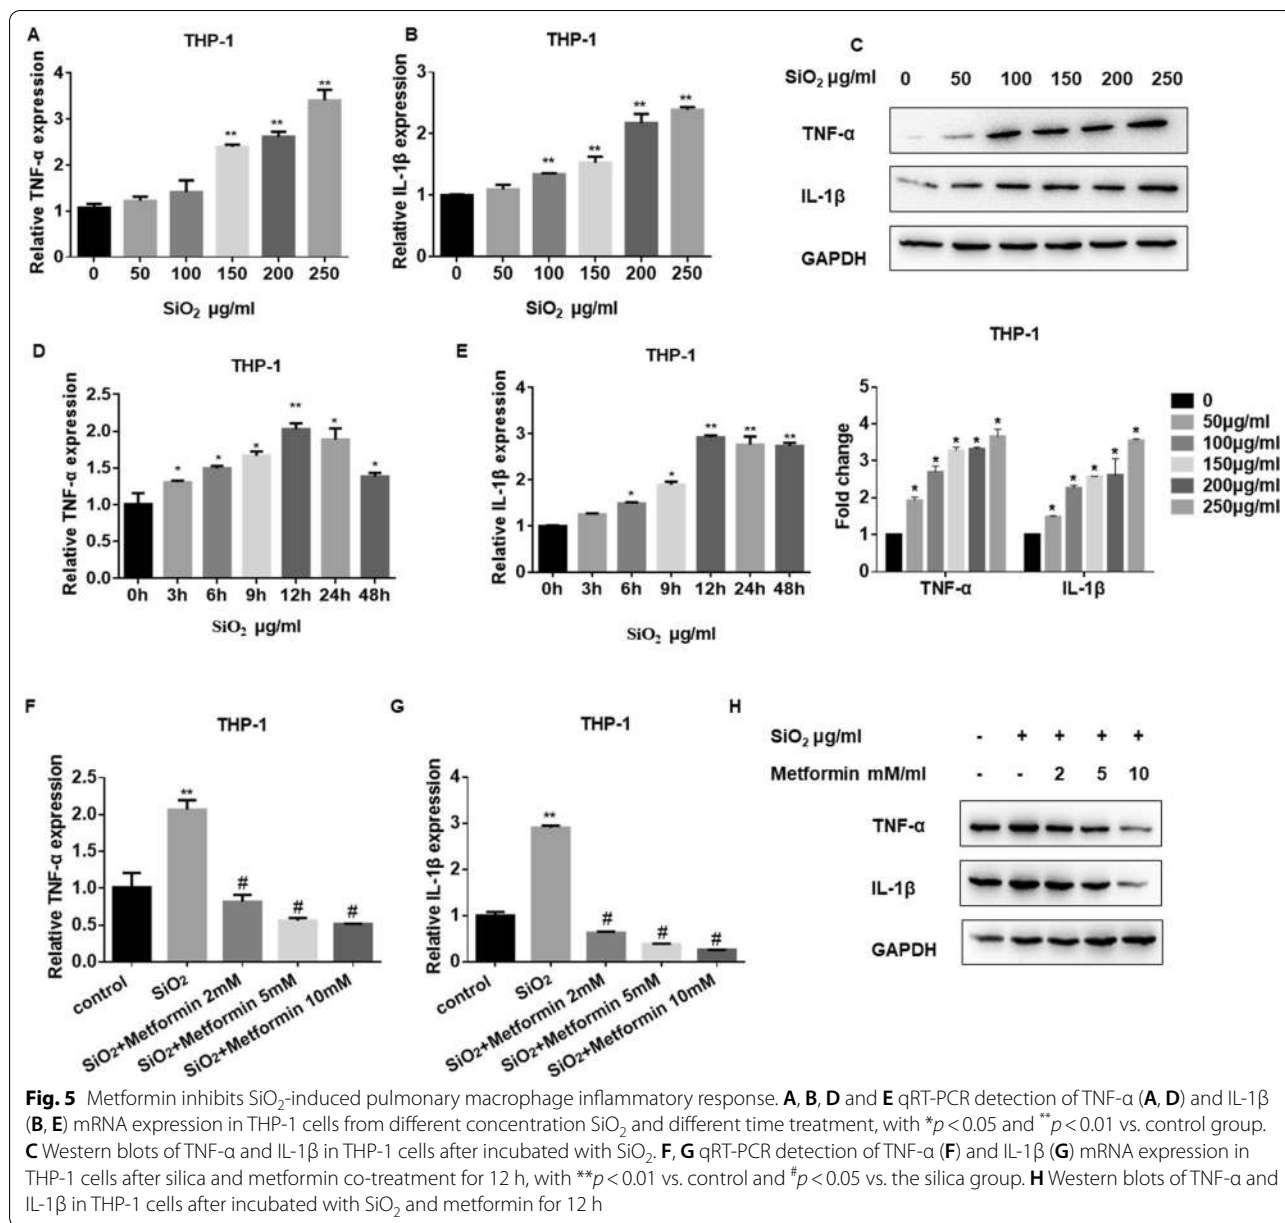 A
THP-1
Relative TNF-α expression
4
3
2
1
0
**
**
**
0 50 100 150 200 250
SiO₂ µg/ml
B
THP-1
Relative IL-1β expression
3
2
1
0
**
**
**
**
0 50 100 150 200 250
SiO₂ µg/ml
C
SiO₂ µg/ml 0 50 100 150 200 250
TNF-α
IL-1β
GAPDH
THP-1
Fold change
5
4
3
2
1
0
* * * * *
* * * * *
TNF-α IL-1β
0
50µg/ml
100µg/ml
150µg/ml
200µg/ml
250µg/ml
D
THP-1
Relative TNF-α expression
2.5
2.0
1.5
1.0
0.5
0.0
* * * ** * *
0h 3h 6h 9h 12h 24h 48h
SiO₂ µg/ml
E
THP-1
Relative IL-1β expression
4
3
2
1
0
* * ** ** **
0h 3h 6h 9h 12h 24h 48h
SiO₂ µg/ml
F
THP-1
Relative TNF-α expression
2.5
2.0
1.5
1.0
0.5
0.0
** # # #
control
SiO₂
SiO₂+Metformin 2mM
SiO₂+Metformin 5mM
SiO₂+Metformin 10mM
G
THP-1
Relative IL-1β expression
4
3
2
1
0
** # # #
control
SiO₂
SiO₂+Metformin 2mM
SiO₂+Metformin 5mM
SiO₂+Metformin 10mM
H
SiO₂ µg/ml - + + + +
Metformin mM/ml - - 2 5 10
TNF-α
IL-1β
GAPDH
Fig. 5 Metformin inhibits SiO₂-induced pulmonary macrophage inflammatory response. A, B, D and E qRT-PCR detection of TNF-α (A, D) and IL-1β
(B, E) mRNA expression in THP-1 cells from different concentration SiO₂ and different time treatment, with *p < 0.05 and **p < 0.01 vs. control group.
C Western blots of TNF-α and IL-1β in THP-1 cells after incubated with SiO₂. F, G qRT-PCR detection of TNF-α (F) and IL-1β (G) mRNA expression in
THP-1 cells after silica and metformin co-treatment for 12 h, with **p < 0.01 vs. control and #p < 0.05 vs. the silica group. H Western blots of TNF-α and
IL-1β in THP-1 cells after incubated with SiO₂ and metformin for 12 h